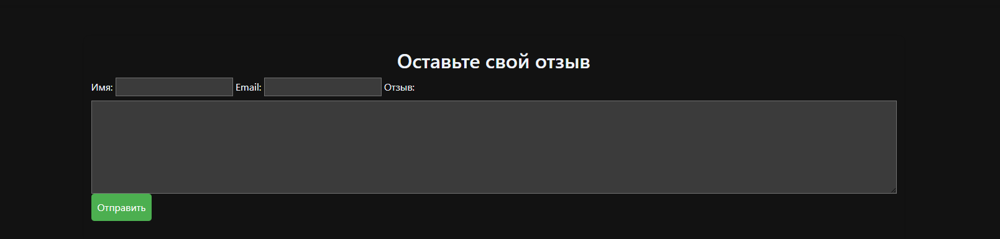 Оставьте свой отзыв
Имя: Email: Отзыв:
Отправить